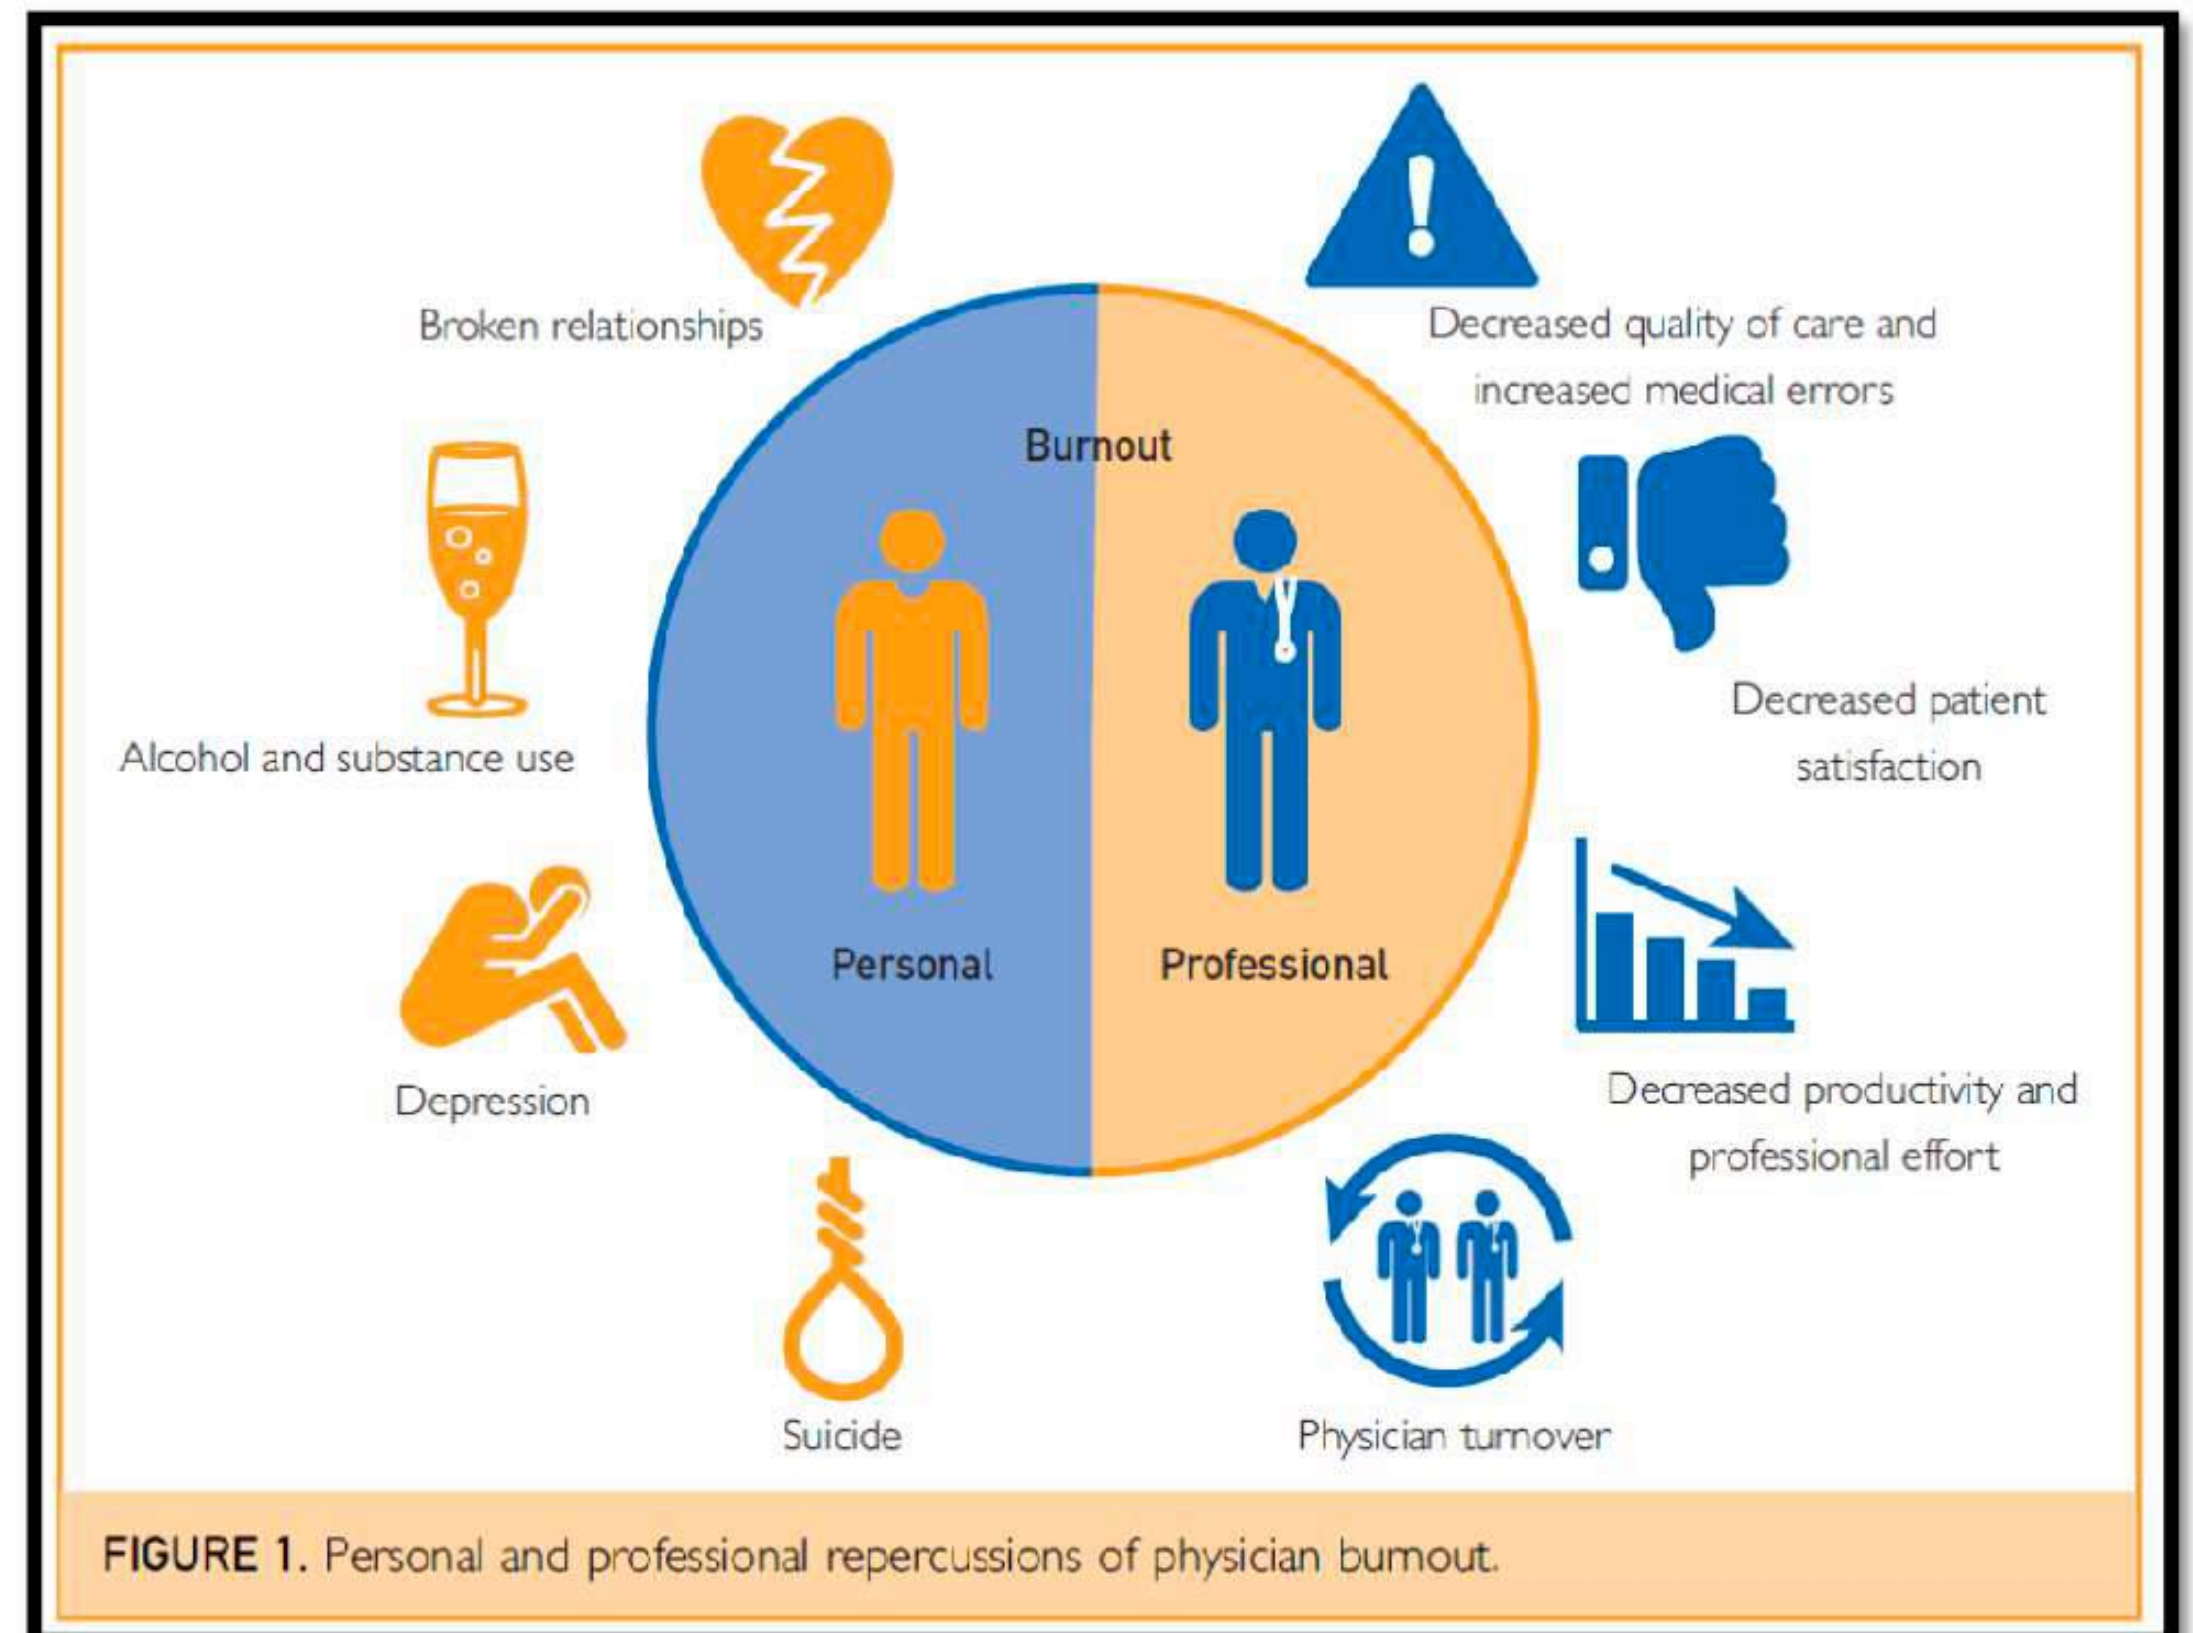 Broken relationships
Decreased quality of care and
increased medical errors
Burnout
Alcohol and substance use
Decreased patient
satisfaction
Personal
Professional
Depression
Decreased productivity and
professional effort
Suicide
Physician turnover
FIGURE 1. Personal and professional repercussions of physician burnout.